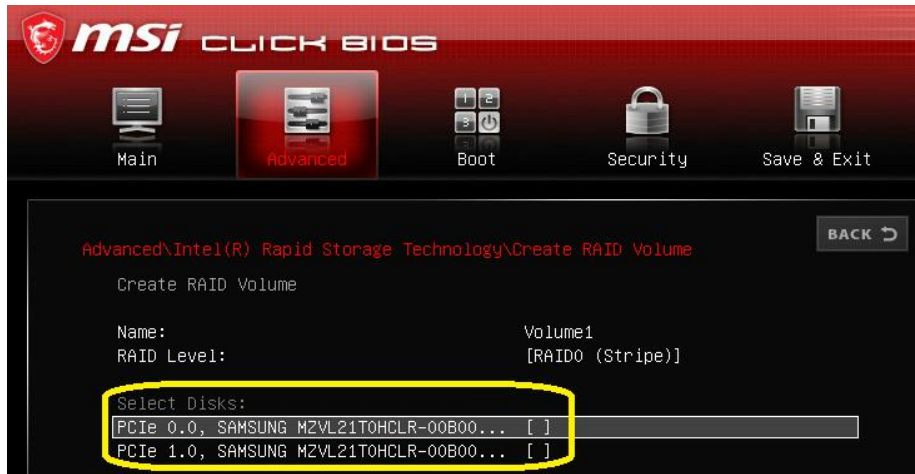 msi CLICK BIOS
Main Advanced Boot Security Save & Exit
BACK
Advanced\Intel(R) Rapid Storage Technology\Create RAID Volume
Create RAID Volume
Name: Volume1
RAID Level: [RAID0 (Stripe)]
Select Disks:
PCIe 0.0, SAMSUNG MZVL21T0HCLR-00B00... [ ]
PCIe 1.0, SAMSUNG MZVL21T0HCLR-00B00... [ ]